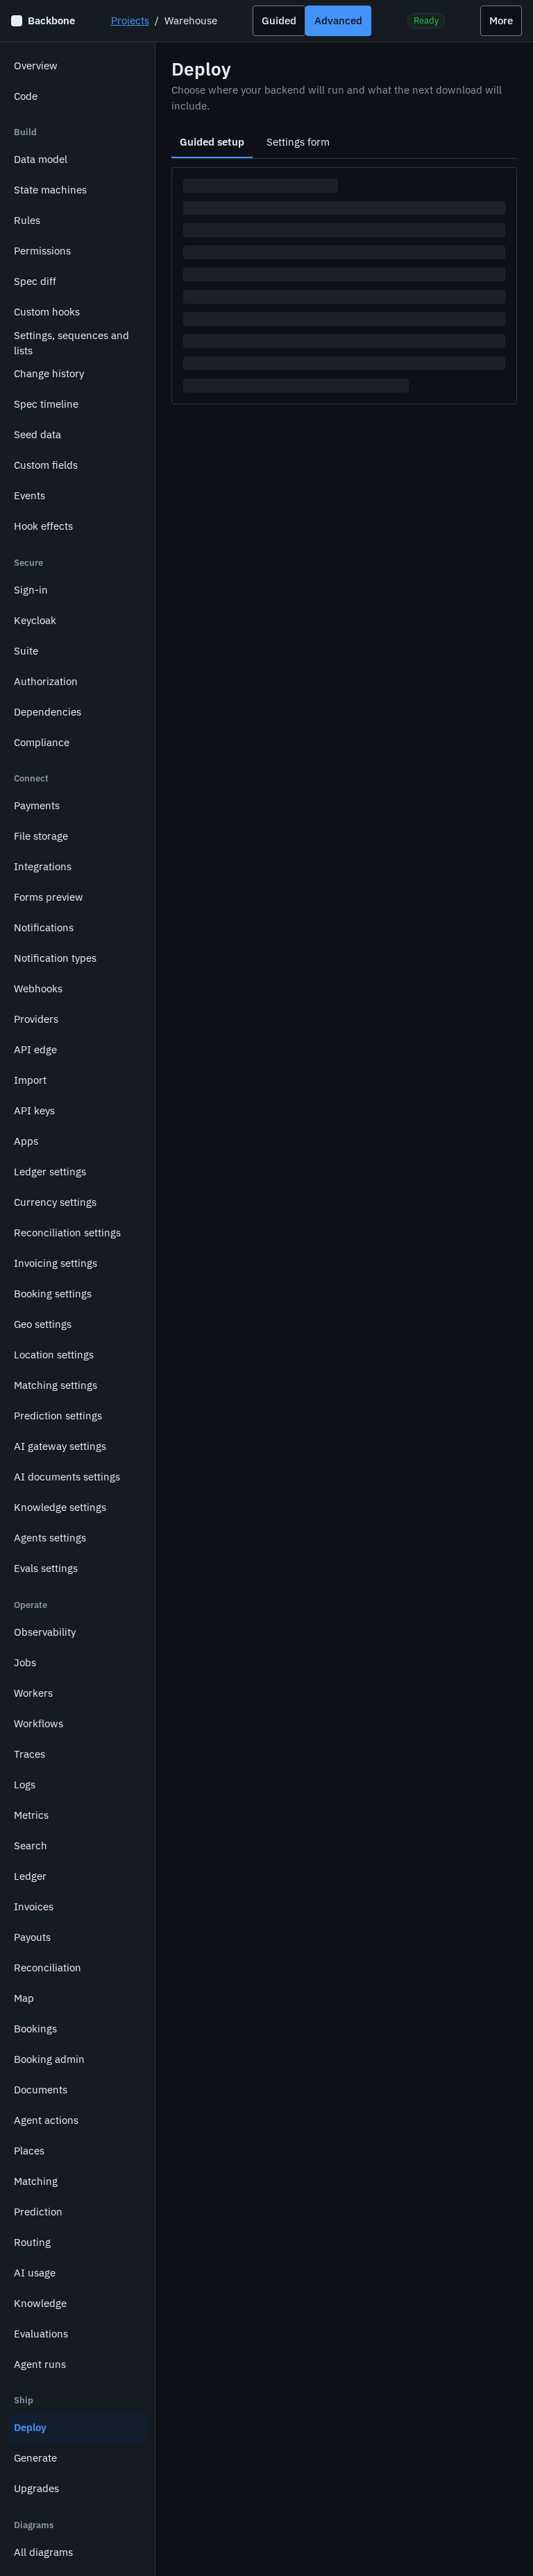 Backbone
Projects / Warehouse
Guided
Advanced
Ready
More
Overview
Code
Build
Data model
State machines
Rules
Permissions
Spec diff
Custom hooks
Settings, sequences and
lists
Change history
Spec timeline
Seed data
Custom fields
Events
Hook effects
Secure
Sign-in
Keycloak
Suite
Authorization
Dependencies
Compliance
Connect
Payments
File storage
Integrations
Forms preview
Notifications
Notification types
Webhooks
Providers
API edge
Import
API keys
Apps
Ledger settings
Currency settings
Reconciliation settings
Invoicing settings
Booking settings
Geo settings
Location settings
Matching settings
Prediction settings
AI gateway settings
AI documents settings
Knowledge settings
Agents settings
Evals settings
Operate
Observability
Jobs
Workers
Workflows
Traces
Logs
Metrics
Search
Ledger
Invoices
Payouts
Reconciliation
Map
Bookings
Booking admin
Documents
Agent actions
Places
Matching
Prediction
Routing
AI usage
Knowledge
Evaluations
Agent runs
Ship
Deploy
Generate
Upgrades
Diagrams
All diagrams
Deploy
Choose where your backend will run and what the next download will
include.
Guided setup
Settings form